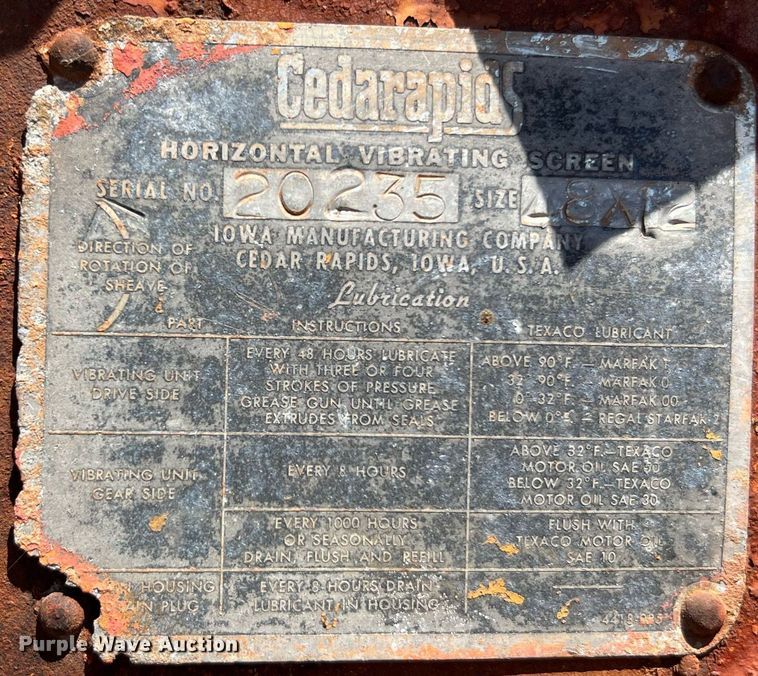 Cedarapids
HORIZONTAL VIBRATING SCREEN
SERIAL NO. 20235 SIZE 48X12
IOWA MANUFACTURING COMPANY
CEDAR RAPIDS, IOWA, U.S.A.
DIRECTION OF
ROTATION OF
SHEAVE
Lubrication
PART INSTRUCTIONS TEXACO LUBRICANT
VIBRATING UNIT
DRIVE SIDE
EVERY 48 HOURS LUBRICATE
WITH THREE OR FOUR
STROKES OF PRESSURE
GREASE GUN UNTIL GREASE
EXTRUDES FROM SEALS
ABOVE 90°F. — MARFAK 1
32-90°F. — MARFAK 0
0-32°F. — MARFAK 00
BELOW 0°F. — REGAL STARFAK 2
VIBRATING UNIT
GEAR SIDE
EVERY 8 HOURS
ABOVE 32°F.—TEXACO
MOTOR OIL SAE
BELOW 32°F.—TEXACO
MOTOR OIL SAE 30
EVERY 1000 HOURS
OR SEASONALLY
DRAIN, FLUSH AND REFILL
FLUSH WITH
TEXACO MOTOR OIL
SAE 10
HOUSING
PLUG
EVERY 8 HOURS DRAIN
LUBRICANT IN HOUSING
Purple Wave Auction